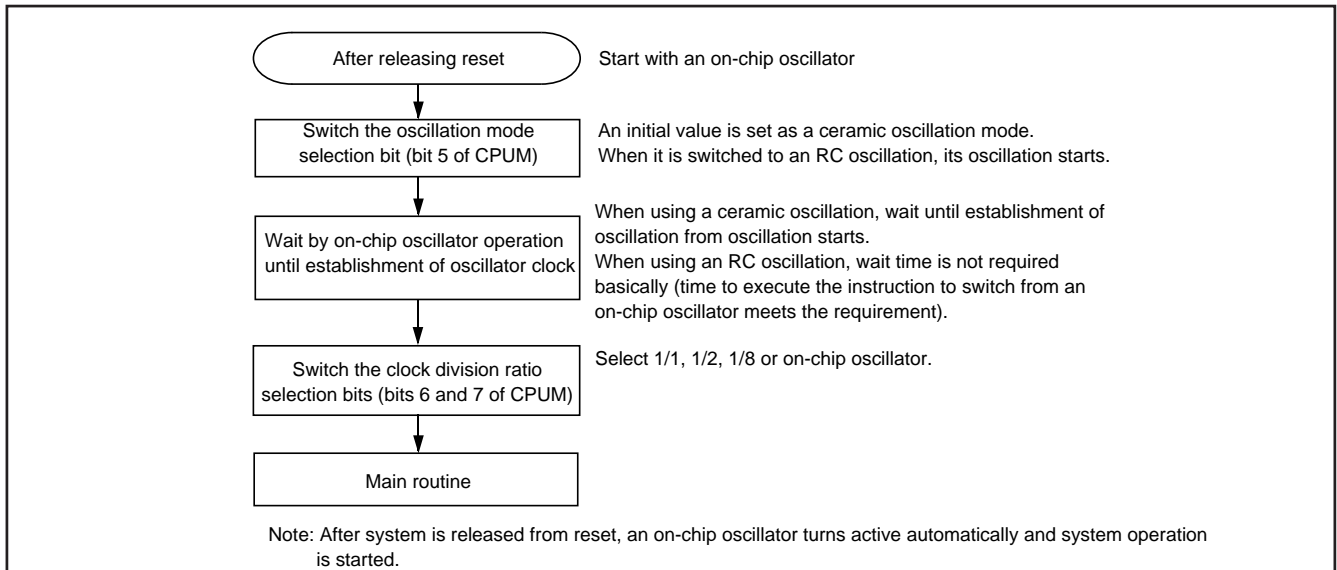 After releasing reset
Start with an on-chip oscillator
Switch the oscillation mode
selection bit (bit 5 of CPUM)
An initial value is set as a ceramic oscillation mode.
When it is switched to an RC oscillation, its oscillation starts.
Wait by on-chip oscillator operation
until establishment of oscillator clock
When using a ceramic oscillation, wait until establishment of
oscillation from oscillation starts.
When using an RC oscillation, wait time is not required
basically (time to execute the instruction to switch from an
on-chip oscillator meets the requirement).
Switch the clock division ratio
selection bits (bits 6 and 7 of CPUM)
Select 1/1, 1/2, 1/8 or on-chip oscillator.
Main routine
Note: After system is released from reset, an on-chip oscillator turns active automatically and system operation
is started.